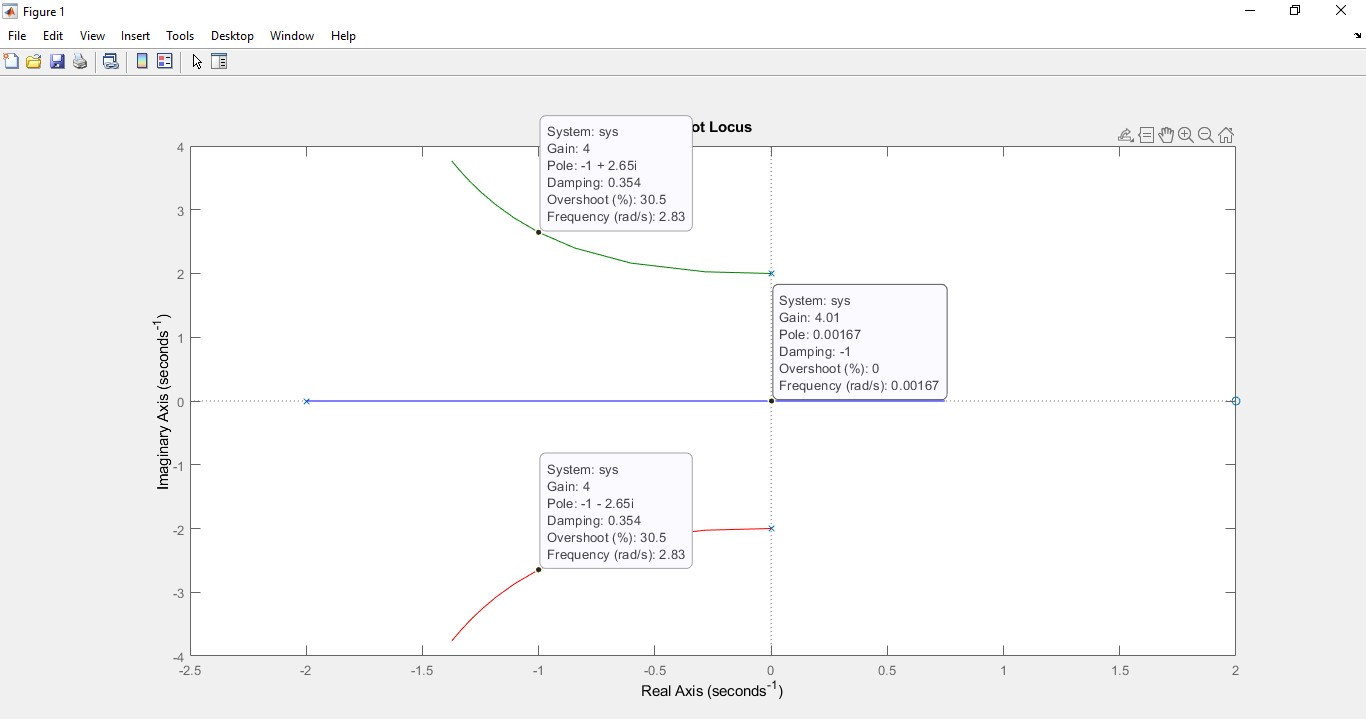 Figure 1
File Edit View Insert Tools Desktop Window Help
ot Locus
System: sys
Gain: 4
Pole: -1 + 2.65i
Damping: 0.354
Overshoot (%): 30.5
Frequency (rad/s): 2.83
System: sys
Gain: 4.01
Pole: 0.00167
Damping: -1
Overshoot (%): 0
Frequency (rad/s): 0.00167
System: sys
Gain: 4
Pole: -1 - 2.65i
Damping: 0.354
Overshoot (%): 30.5
Frequency (rad/s): 2.83
Imaginary Axis (seconds⁻¹)
4
3
2
1
0
-1
-2
-3
-4
-2.5 -2 -1.5 -1 -0.5 0 0.5 1 1.5 2
Real Axis (seconds⁻¹)